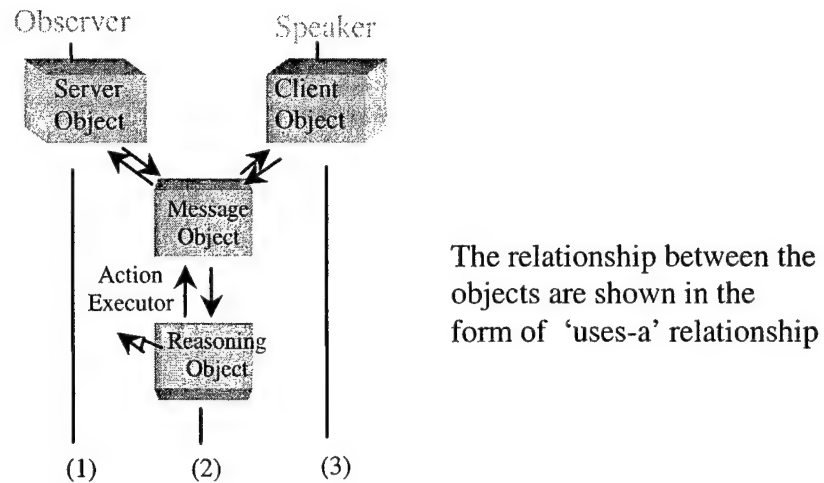 Observer
Speaker
Server
Object
Client
Object
Message
Object
Action
Executor
Reasoning
Object
The relationship between the
objects are shown in the
form of 'uses-a' relationship
(1)
(2)
(3)